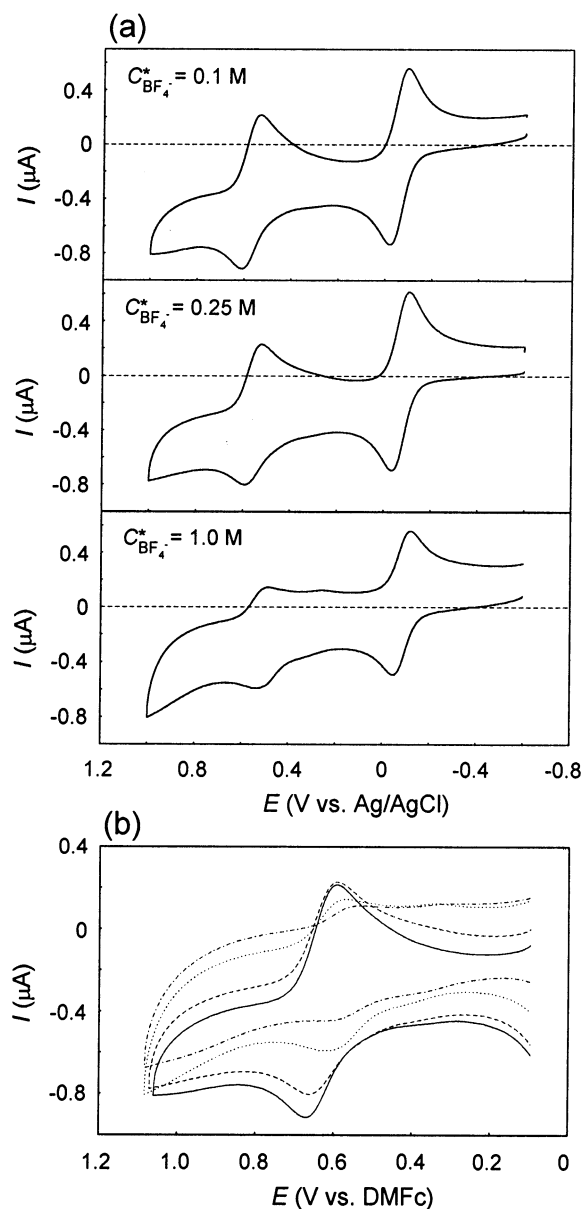 (a)
C*BF4- = 0.1 M
0.4
0
-0.4
-0.8
I (μA)
C*BF4- = 0.25 M
0.4
0
-0.4
-0.8
I (μA)
C*BF4- = 1.0 M
0.4
0
-0.4
-0.8
I (μA)
1.2 0.8 0.4 0 -0.4 -0.8
E (V vs. Ag/AgCl)
(b)
0.4
0
-0.4
-0.8
I (μA)
1.2 1.0 0.8 0.6 0.4 0.2 0
E (V vs. DMFc)